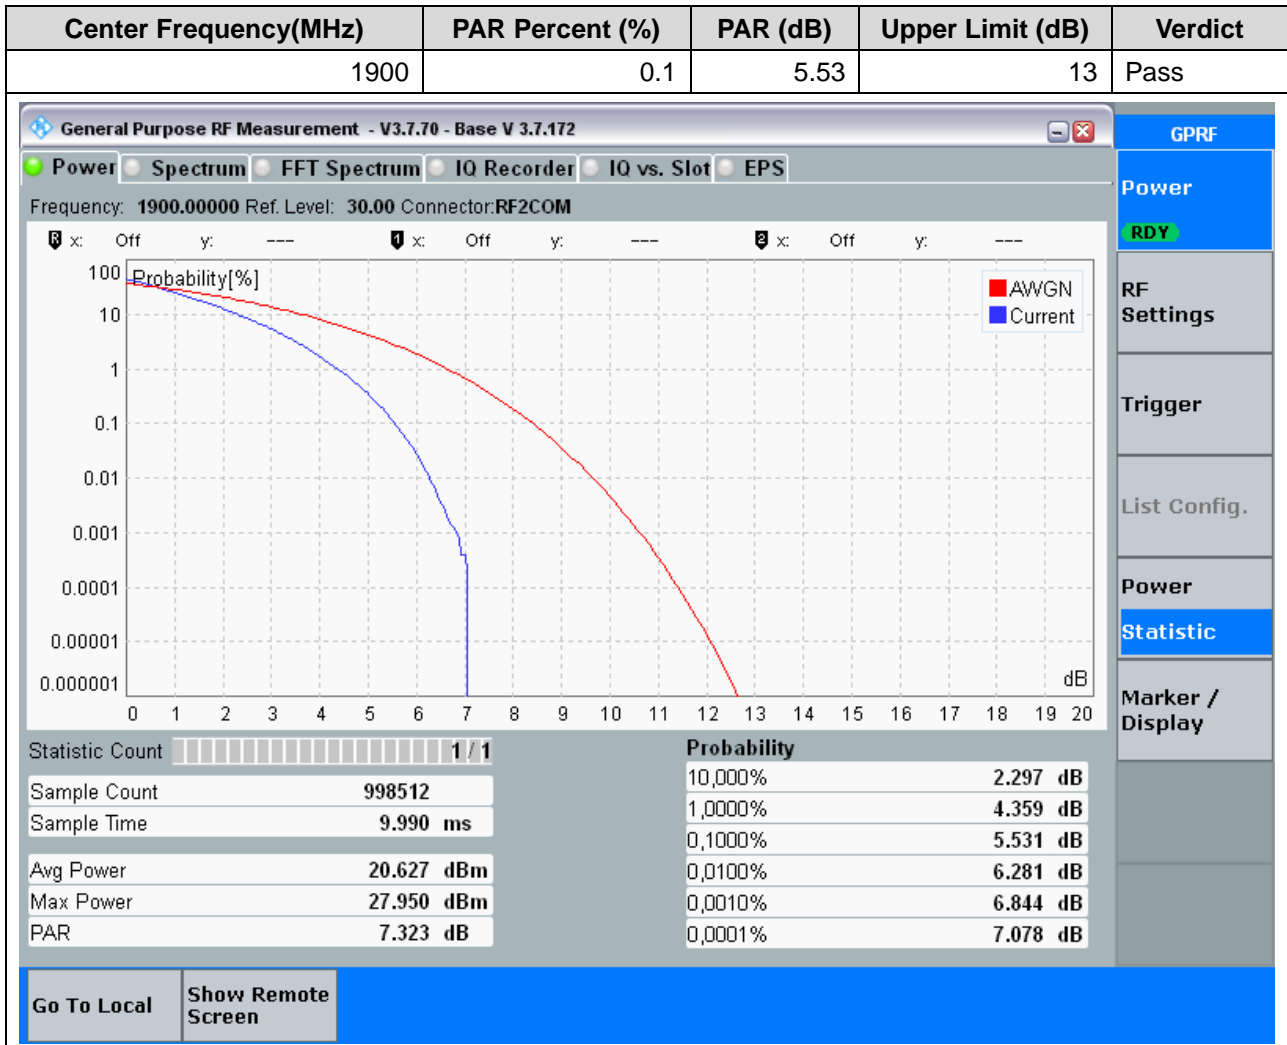 Center Frequency(MHz) PAR Percent (%) PAR (dB) Upper Limit (dB) Verdict
1900 0.1 5.53 13 Pass
General Purpose RF Measurement - V3.7.70 - Base V 3.7.172
GPRF
Power Spectrum FFT Spectrum IQ Recorder IQ vs. Slot EPS
Frequency: 1900.00000 Ref. Level: 30.00 Connector:RF2COM
R x: Off y: --- 1 x: Off y: --- 2 x: Off y: ---
Probability[%]
AWGN
Current
100
10
1
0.1
0.01
0.001
0.0001
0.00001
0.000001
dB
0 1 2 3 4 5 6 7 8 9 10 11 12 13 14 15 16 17 18 19 20
Statistic Count 1 / 1
Sample Count 998512
Sample Time 9.990 ms
Avg Power 20.627 dBm
Max Power 27.950 dBm
PAR 7.323 dB
Probability
10,000% 2.297 dB
1,0000% 4.359 dB
0,1000% 5.531 dB
0,0100% 6.281 dB
0,0010% 6.844 dB
0,0001% 7.078 dB
Power
RDY
RF
Settings
Trigger
List Config.
Power
Statistic
Marker /
Display
Go To Local
Show Remote
Screen